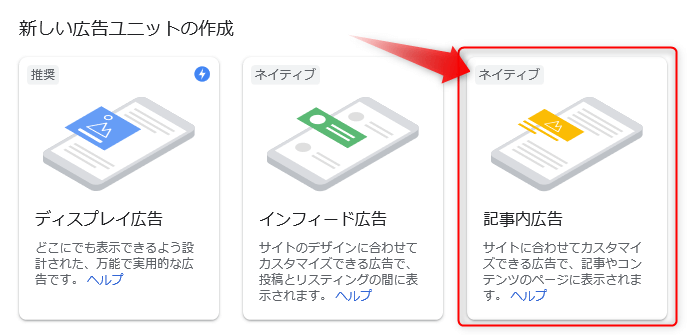 新しい広告ユニットの作成
推奨
ディスプレイ広告
どこにでも表示できるよう設
計された、万能で実用的な広
告です。 ヘルプ
ネイティブ
インフィード広告
サイトのデザインに合わせて
カスタマイズできる広告で、
投稿とリスティングの間に表
示されます。 ヘルプ
ネイティブ
記事内広告
サイトに合わせてカスタマイ
ズできる広告で、記事やコン
テンツのページに表示されま
す。 ヘルプ